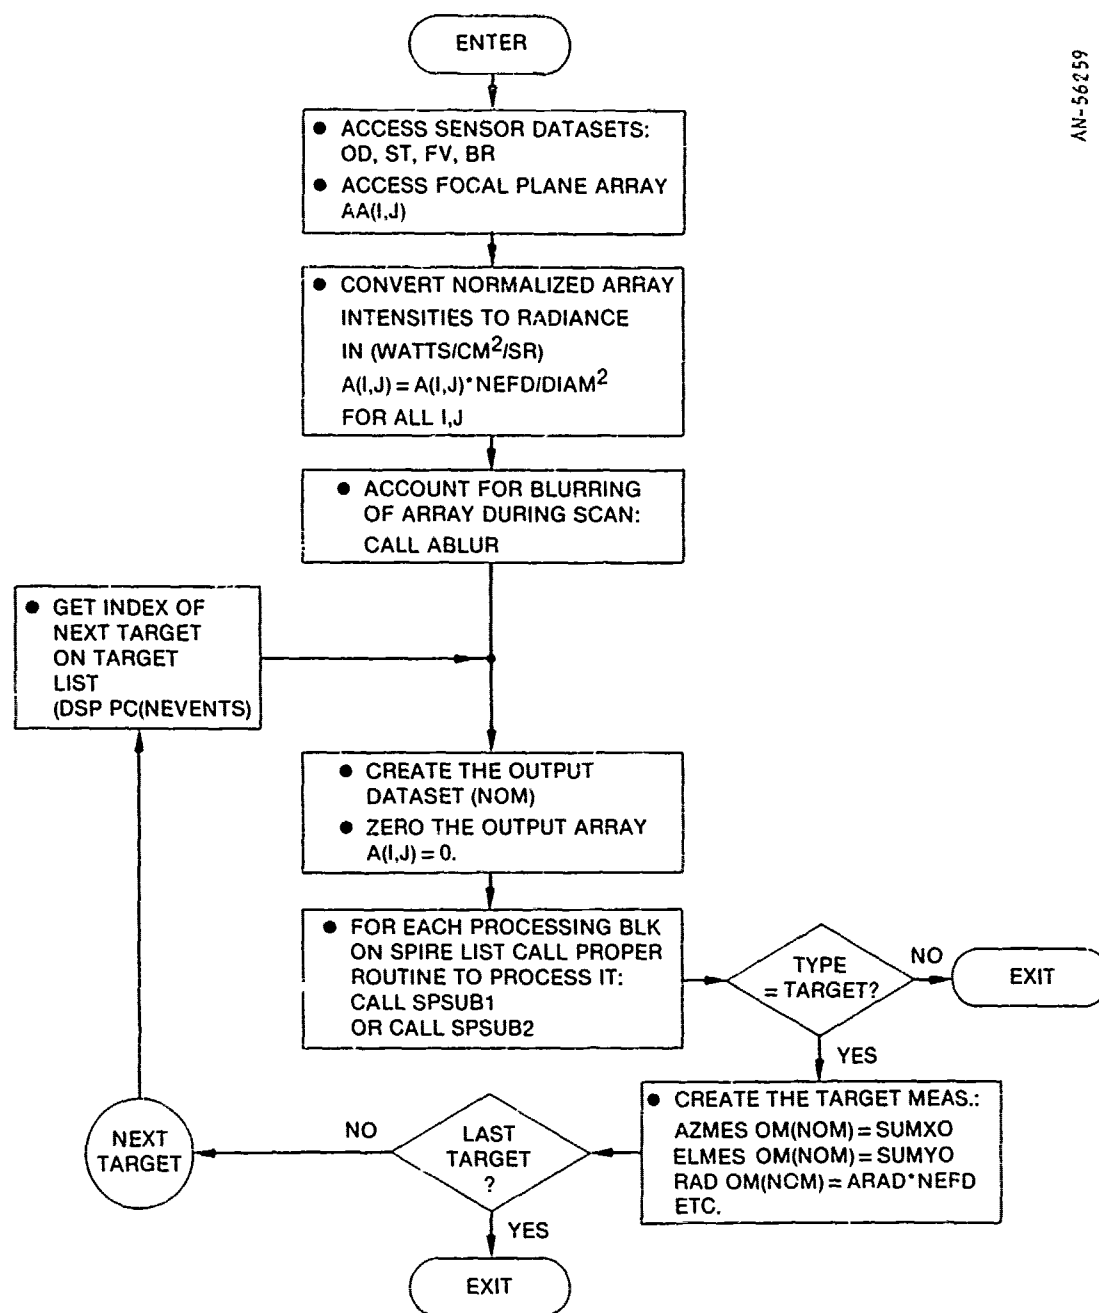 AN-56259
ENTER
● ACCESS SENSOR DATASETS:
OD, ST, FV, BR
● ACCESS FOCAL PLANE ARRAY
AA(I,J)
● CONVERT NORMALIZED ARRAY
INTENSITIES TO RADIANCE
IN (WATTS/CM²/SR)
A(I,J) = A(I,J)*NEFD/DIAM²
FOR ALL I,J
● ACCOUNT FOR BLURRING
OF ARRAY DURING SCAN:
CALL ABLUR
● GET INDEX OF
NEXT TARGET
ON TARGET
LIST
(DSP PC(NEVENTS)
● CREATE THE OUTPUT
DATASET (NOM)
● ZERO THE OUTPUT ARRAY
A(I,J) = 0.
● FOR EACH PROCESSING BLK
ON SPIRE LIST CALL PROPER
ROUTINE TO PROCESS IT:
CALL SPSUB1
OR CALL SPSUB2
TYPE
= TARGET?
NO
EXIT
YES
● CREATE THE TARGET MEAS.:
AZMES OM(NOM) = SUMXO
ELMES OM(NOM) = SUMYO
RAD OM(NCM) = ARAD*NEFD
ETC.
LAST
TARGET
?
NO
NEXT
TARGET
YES
EXIT